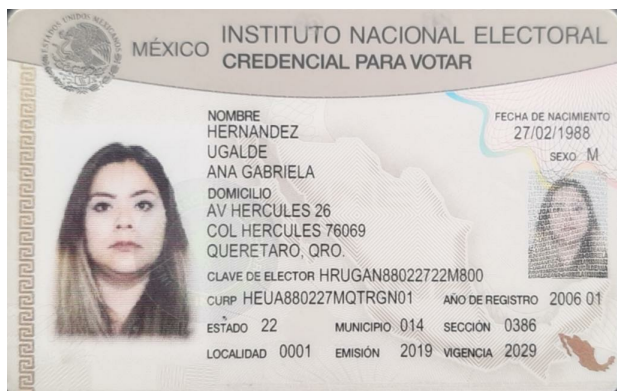 MÉXICO
INSTITUTO NACIONAL ELECTORAL
CREDENCIAL PARA VOTAR
NOMBRE
HERNANDEZ
UGALDE
ANA GABRIELA
FECHA DE NACIMIENTO
27/02/1988
SEXO M
DOMICILIO
AV HERCULES 26
COL HERCULES 76069
QUERETARO, QRO.
CLAVE DE ELECTOR HRUGAN88022722M800
CURP HEUA880227MQTRGN01 AÑO DE REGISTRO 2006 01
ESTADO 22 MUNICIPIO 014 SECCIÓN 0386
LOCALIDAD 0001 EMISIÓN 2019 VIGENCIA 2029